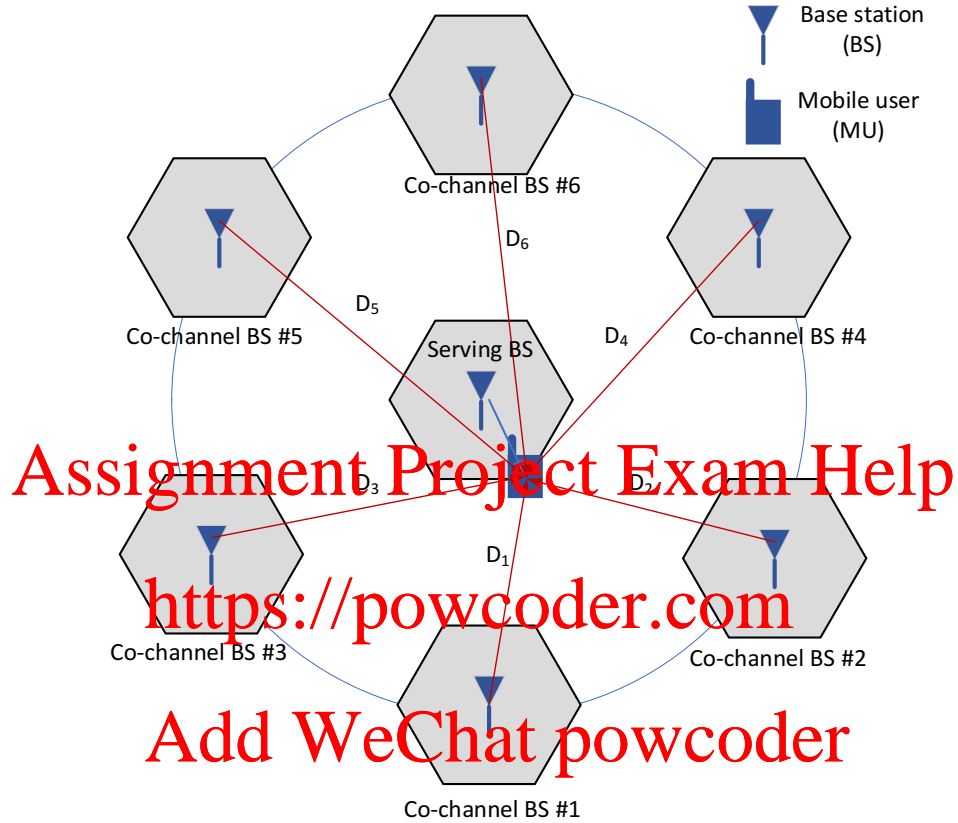 Base station
(BS)
Mobile user
(MU)
Co-channel BS #6
D6
D5
Co-channel BS #5
D4
Co-channel BS #4
Serving BS
Assignment Project Exam Help
D3
D2
D1
https://powcoder.com
Co-channel BS #3
Co-channel BS #2
Add WeChat powcoder
Co-channel BS #1